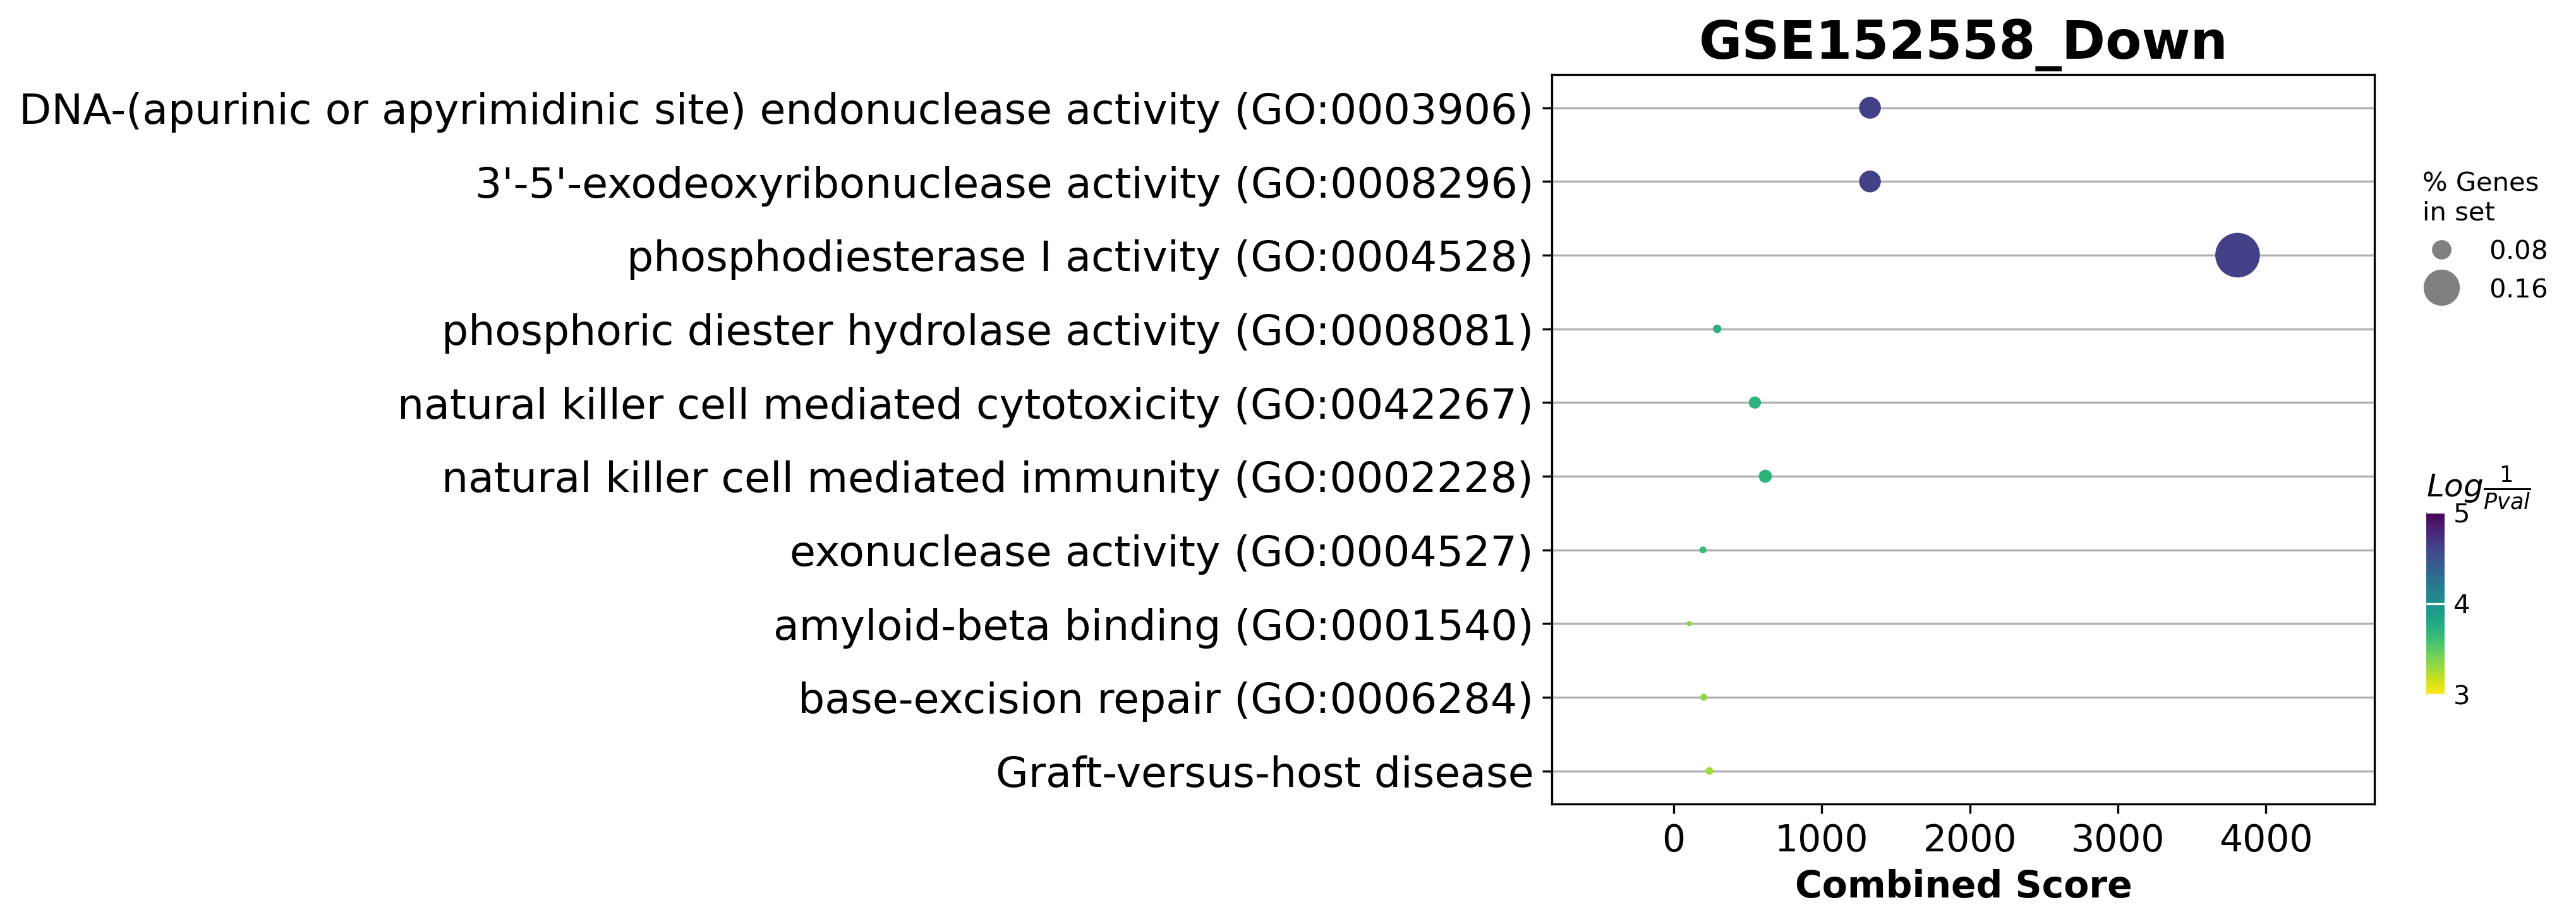 GSE152558_Down
DNA-(apurinic or apyrimidinic site) endonuclease activity (GO:0003906)
3'-5'-exodeoxyribonuclease activity (GO:0008296)
phosphodiesterase I activity (GO:0004528)
phosphoric diester hydrolase activity (GO:0008081)
natural killer cell mediated cytotoxicity (GO:0042267)
natural killer cell mediated immunity (GO:0002228)
exonuclease activity (GO:0004527)
amyloid-beta binding (GO:0001540)
base-excision repair (GO:0006284)
Graft-versus-host disease
0 1000 2000 3000 4000
Combined Score
% Genes
in set
0.08
0.16
Log 1/Pval
5
4
3